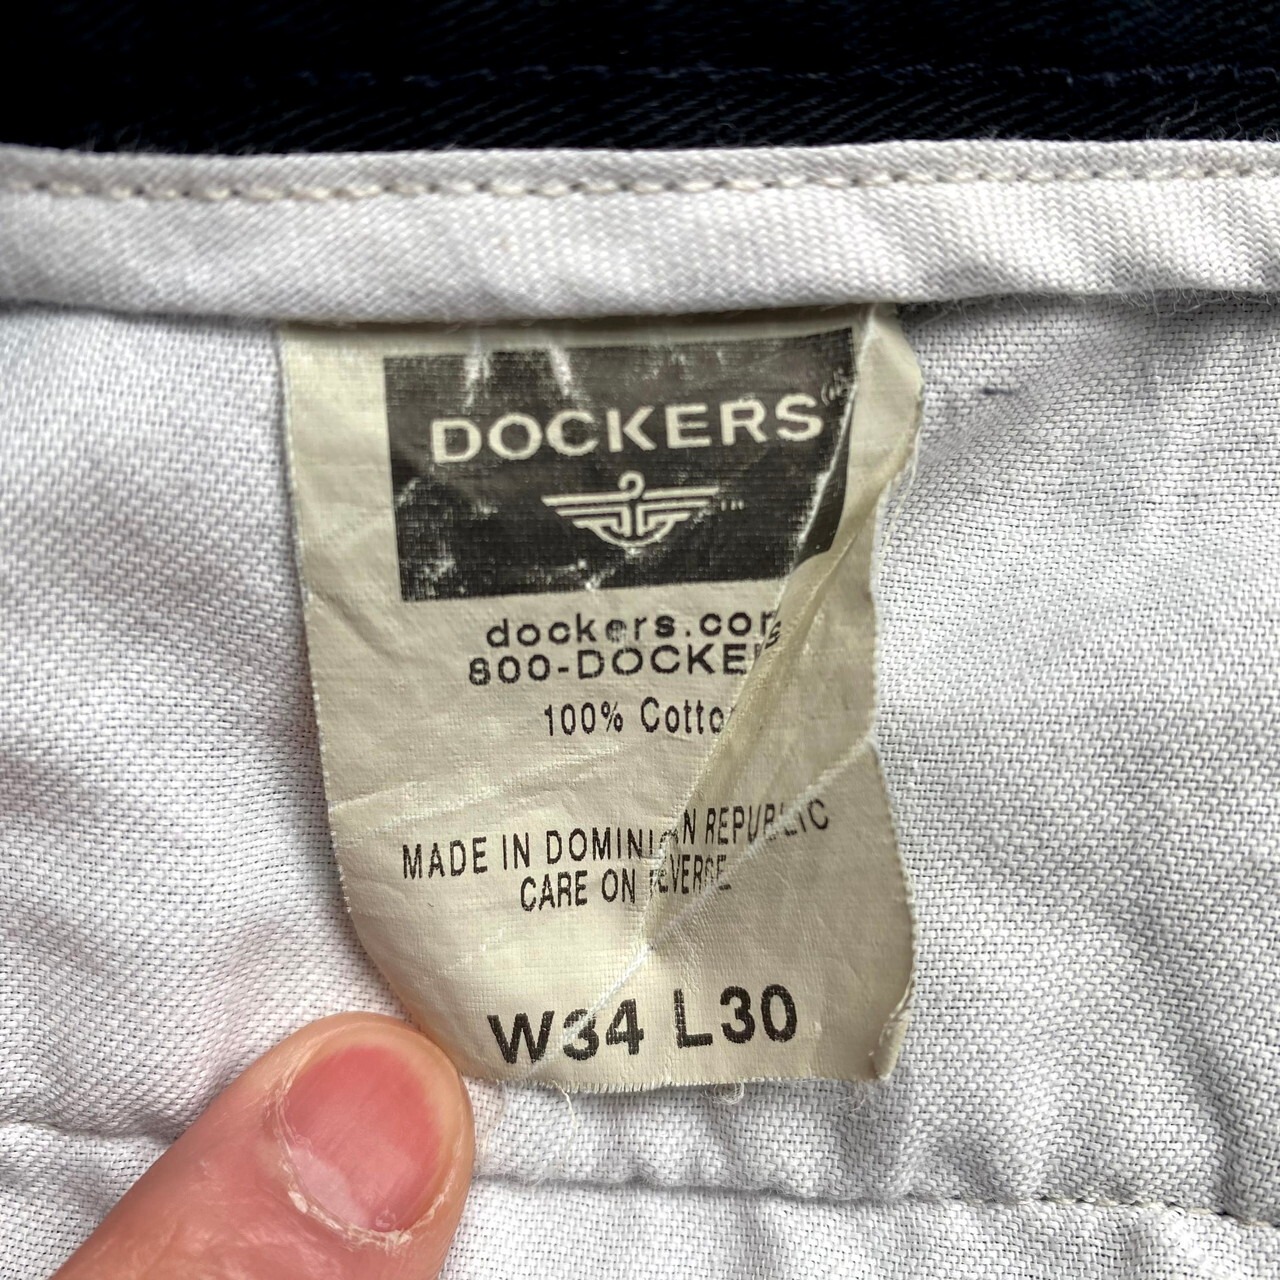 DOCKERS
dockers.com
800-DOCKERS
100% Cotton
MADE IN DOMINICAN REPUBLIC
CARE ON REVERSE
W34 L30